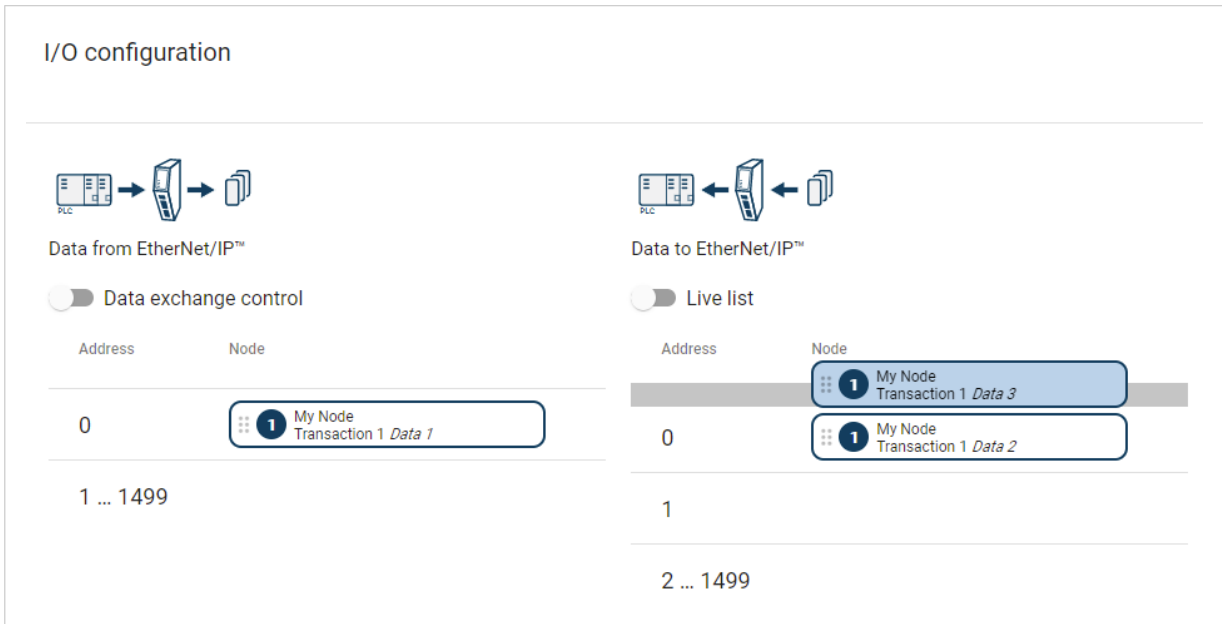 I/O configuration
PLC
Data from EtherNet/IP™
Data exchange control
Address Node
0
1
My Node
Transaction 1 Data 1
1 ... 1499
PLC
Data to EtherNet/IP™
Live list
Address Node
1
My Node
Transaction 1 Data 3
0
1
My Node
Transaction 1 Data 2
1
2 ... 1499